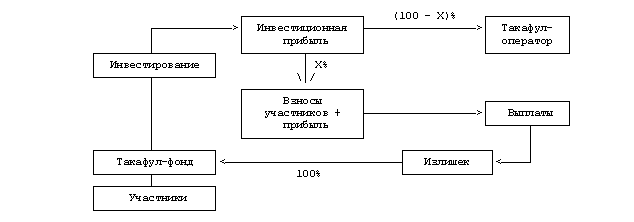 (100 - X)%
Инвестиционная
прибыль
Такафул-
оператор
Инвестирование
X%
Взносы
участников +
прибыль
Выплаты
Такафул-фонд
Излишек
100%
Участники